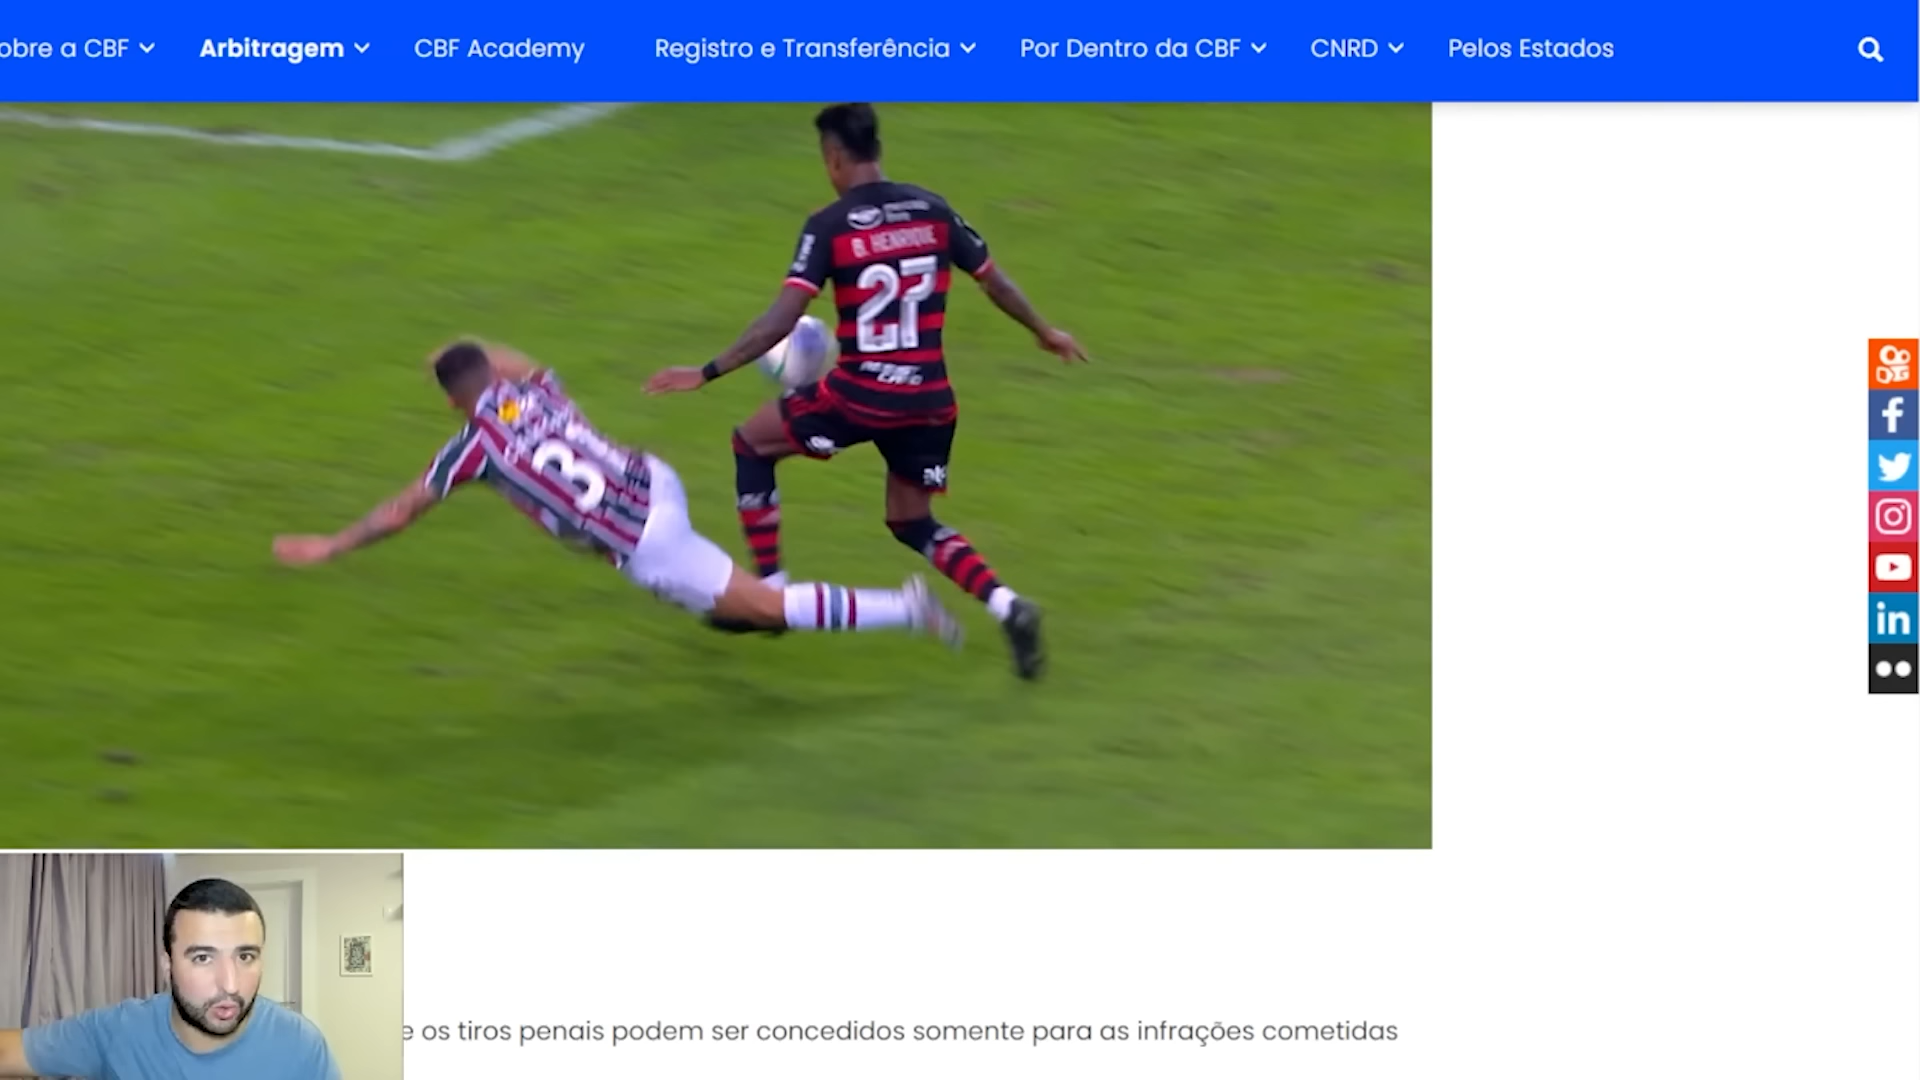 obre a CBF
Arbitragem
CBF Academy
Registro e Transferência
Por Dentro da CBF
CNRD
Pelos Estados
B. HENRIQUE
27
3
e os tiros penais podem ser concedidos somente para as infrações cometidas